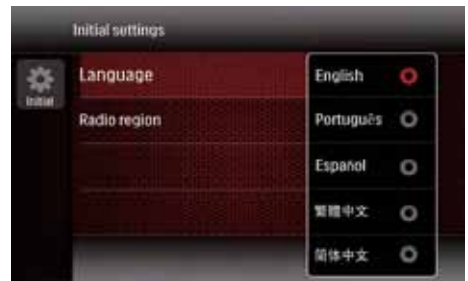 Initial settings
Initial
Language
Radio region
English
Português
Español
繁體中文
简体中文